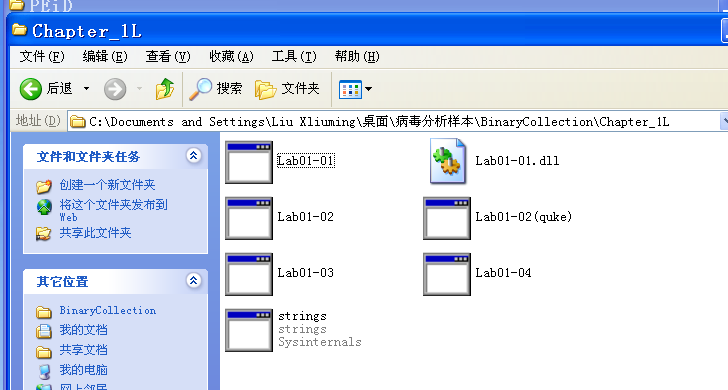 PEiD
Chapter_1L
文件(F) 编辑(E) 查看(V) 收藏(A) 工具(T) 帮助(H)
后退 搜索 文件夹
地址(D) C:\Documents and Settings\Liu Xliuming\桌面\病毒分析样本\BinaryCollection\Chapter_1L
文件和文件夹任务
创建一个新文件夹
将这个文件夹发布到
Web
共享此文件夹
其它位置
BinaryCollection
我的文档
共享文档
我的电脑
网上邻居
Lab01-01
Lab01-01.dll
Lab01-02
Lab01-02(quke)
Lab01-03
Lab01-04
strings
strings
Sysinternals